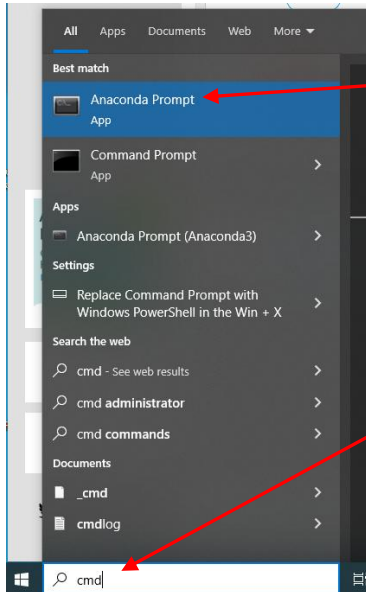 All Apps Documents Web More
Best match
Anaconda Prompt
App
Command Prompt
App
Apps
Anaconda Prompt (Anaconda3)
Settings
Replace Command Prompt with
Windows PowerShell in the Win + X
Search the web
cmd - See web results
cmd administrator
cmd commands
Documents
_cmd
cmdlog
cmd